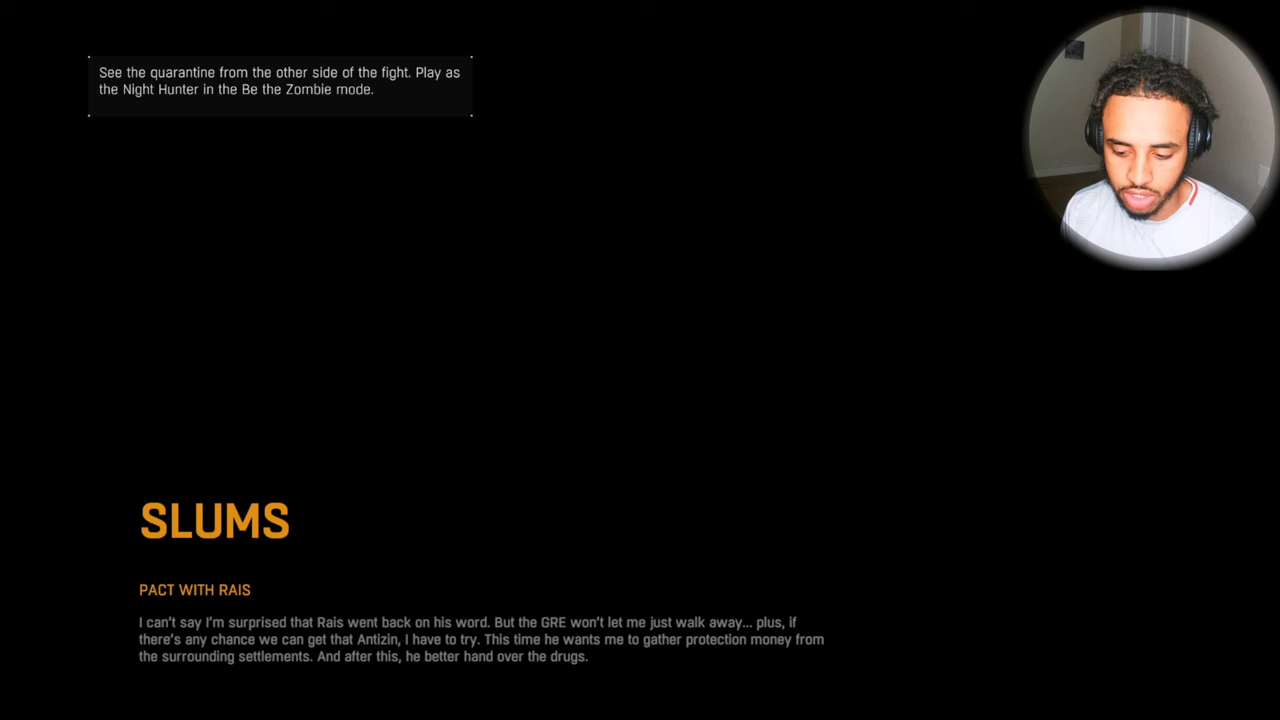 See the quarantine from the other side of the fight. Play as
the Night Hunter in the Be the Zombie mode.
SLUMS
PACT WITH RAIS
I can't say I'm surprised that Rais went back on his word. But the GRE won't let me just walk away... plus, if
there's any chance we can get that Antizin, I have to try. This time he wants me to gather protection money from
the surrounding settlements. And after this, he better hand over the drugs.